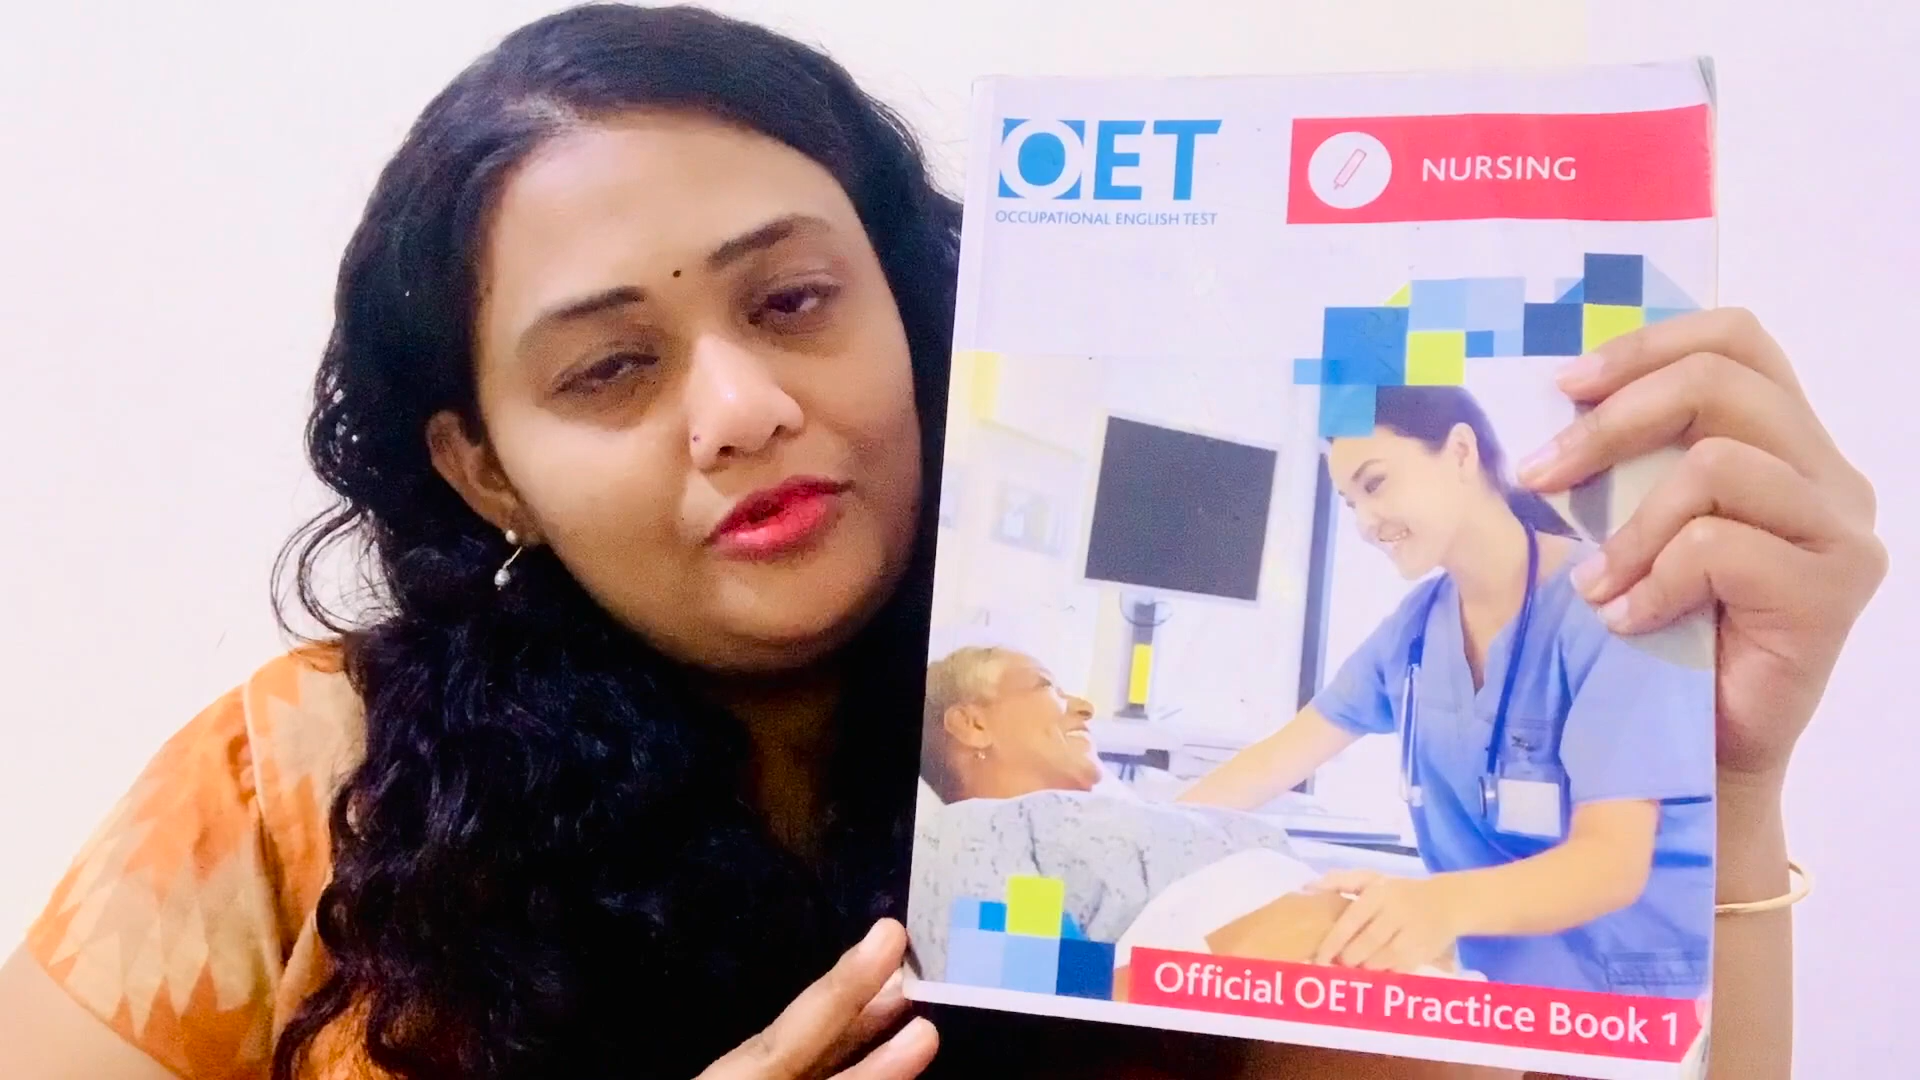 OET
OCCUPATIONAL ENGLISH TEST
NURSING
Official OET Practice Book 1